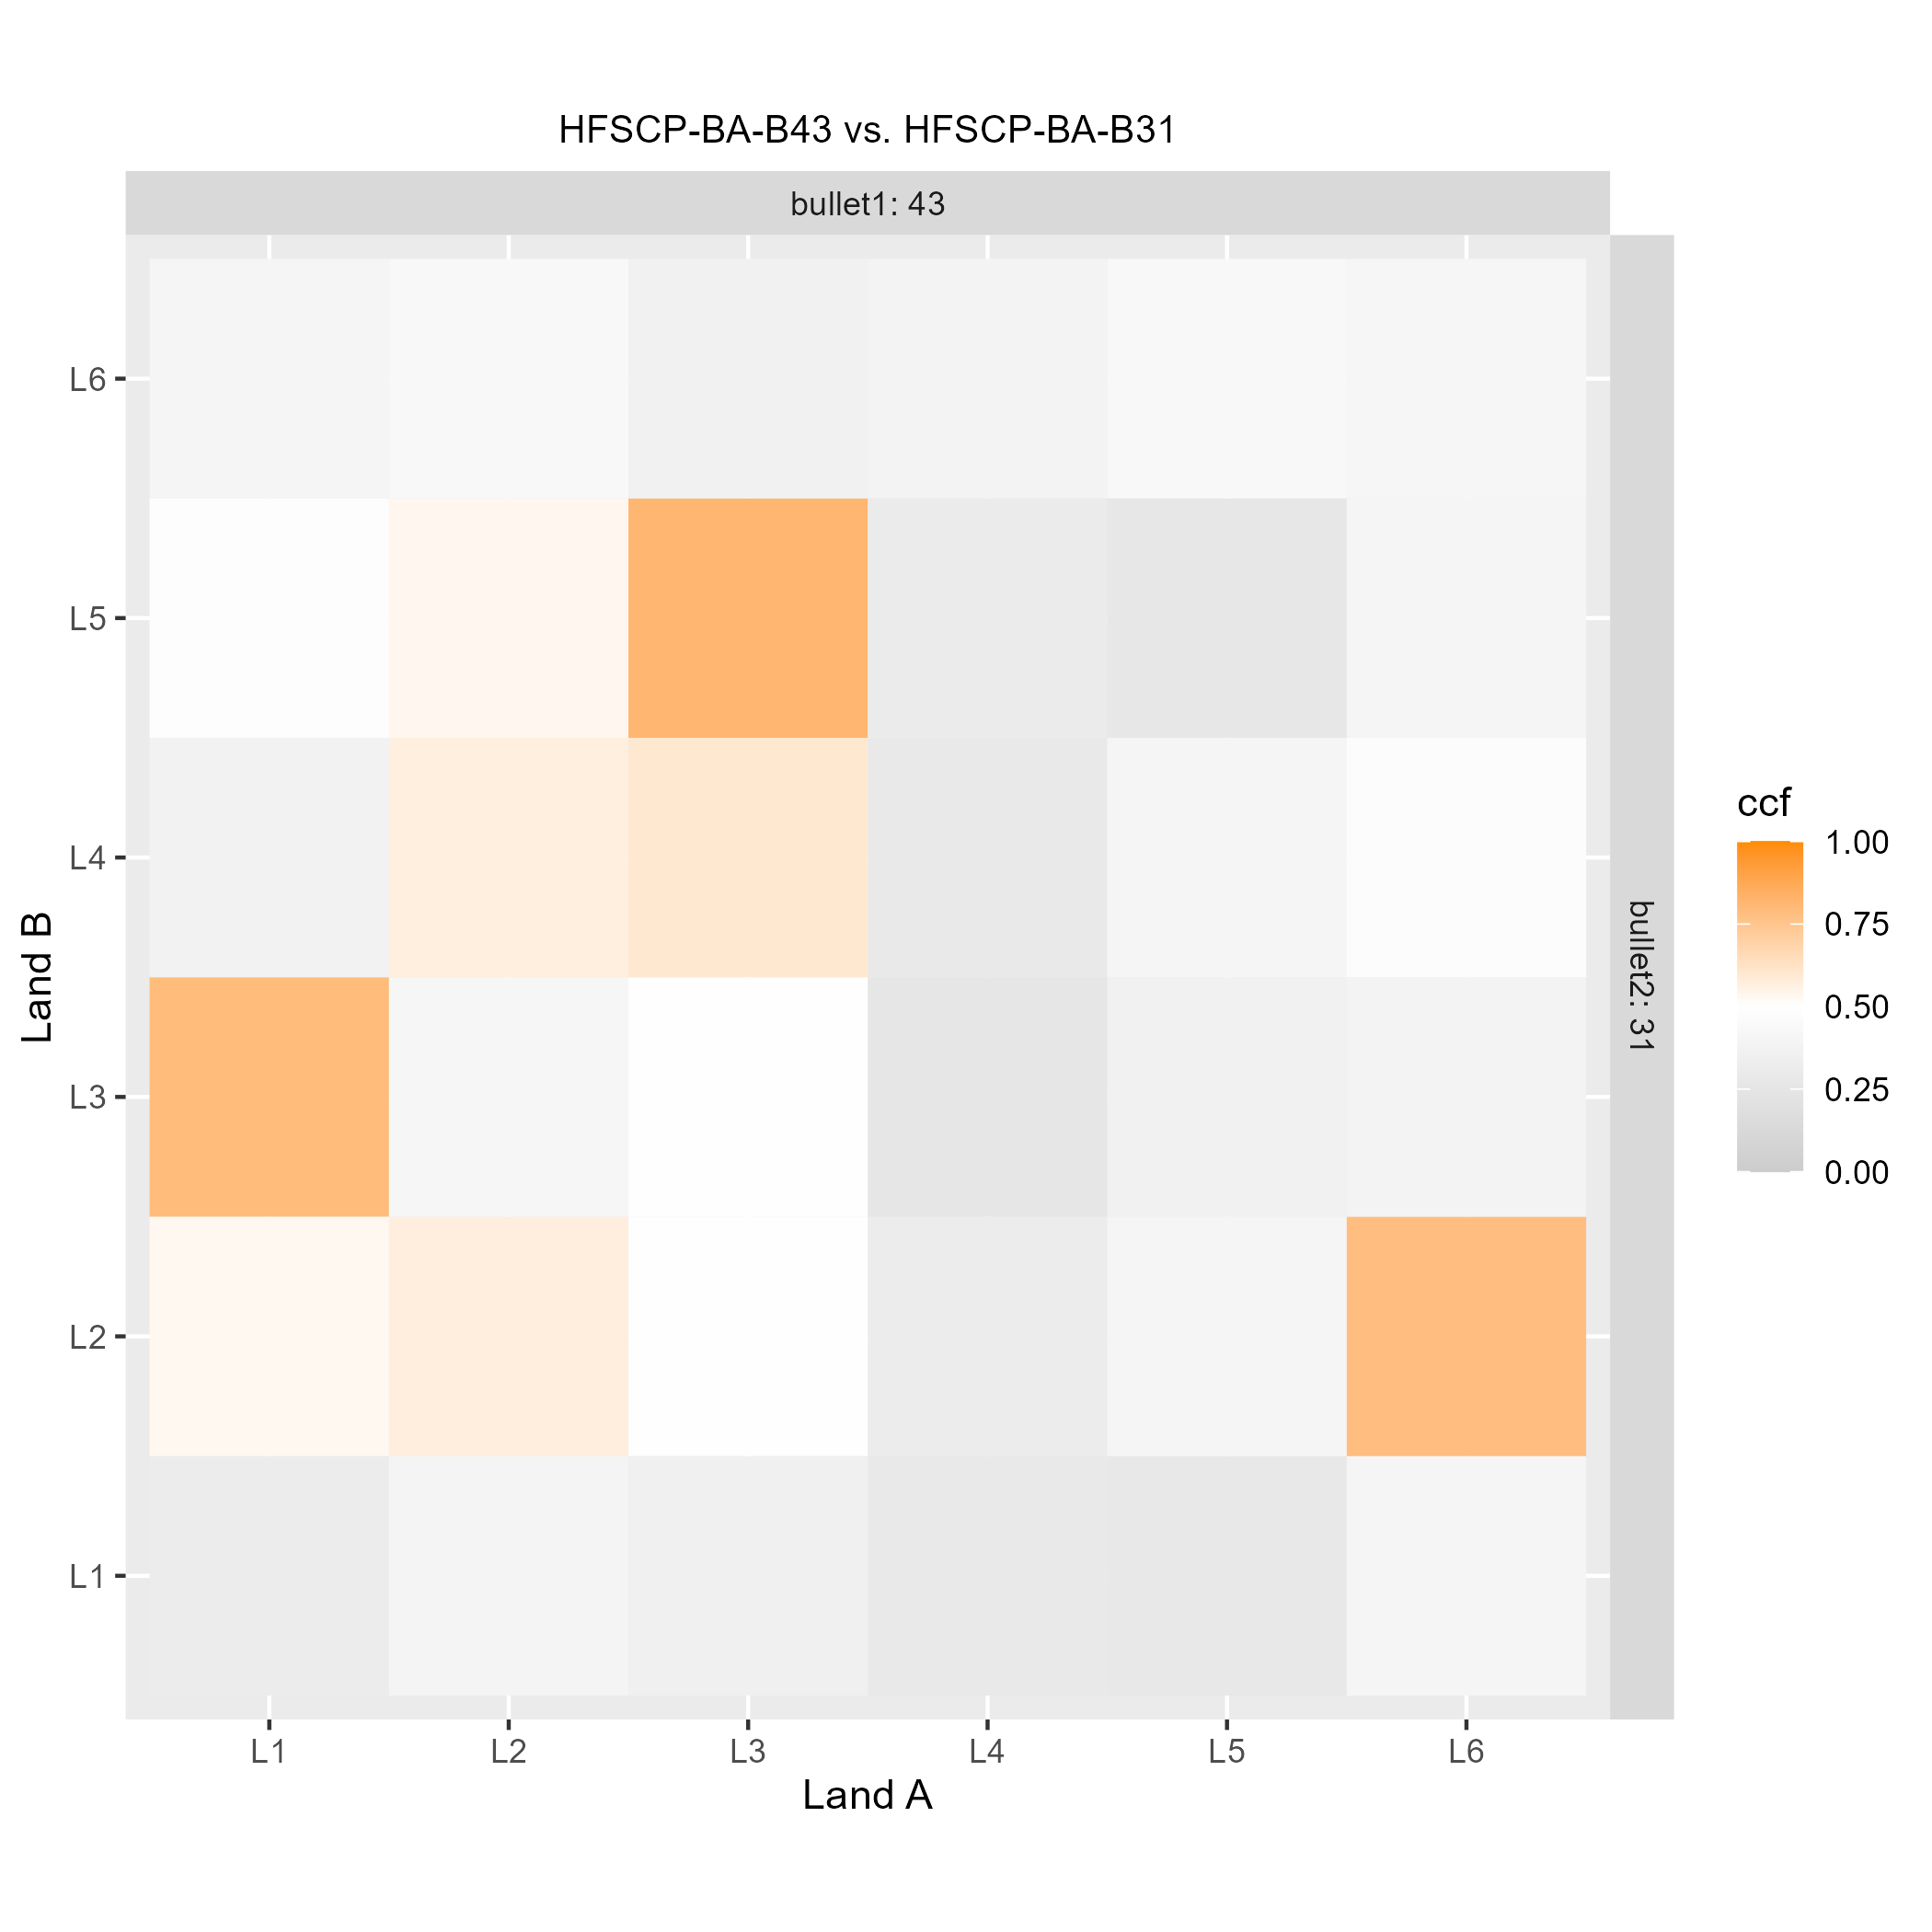 HFSCP-BA-B43 vs. HFSCP-BA-B31
bullet1: 43
L6
L5
L4
L3
L2
L1
Land B
L1 L2 L3 L4 L5 L6
Land A
bullet2: 31
ccf
1.00
0.75
0.50
0.25
0.00